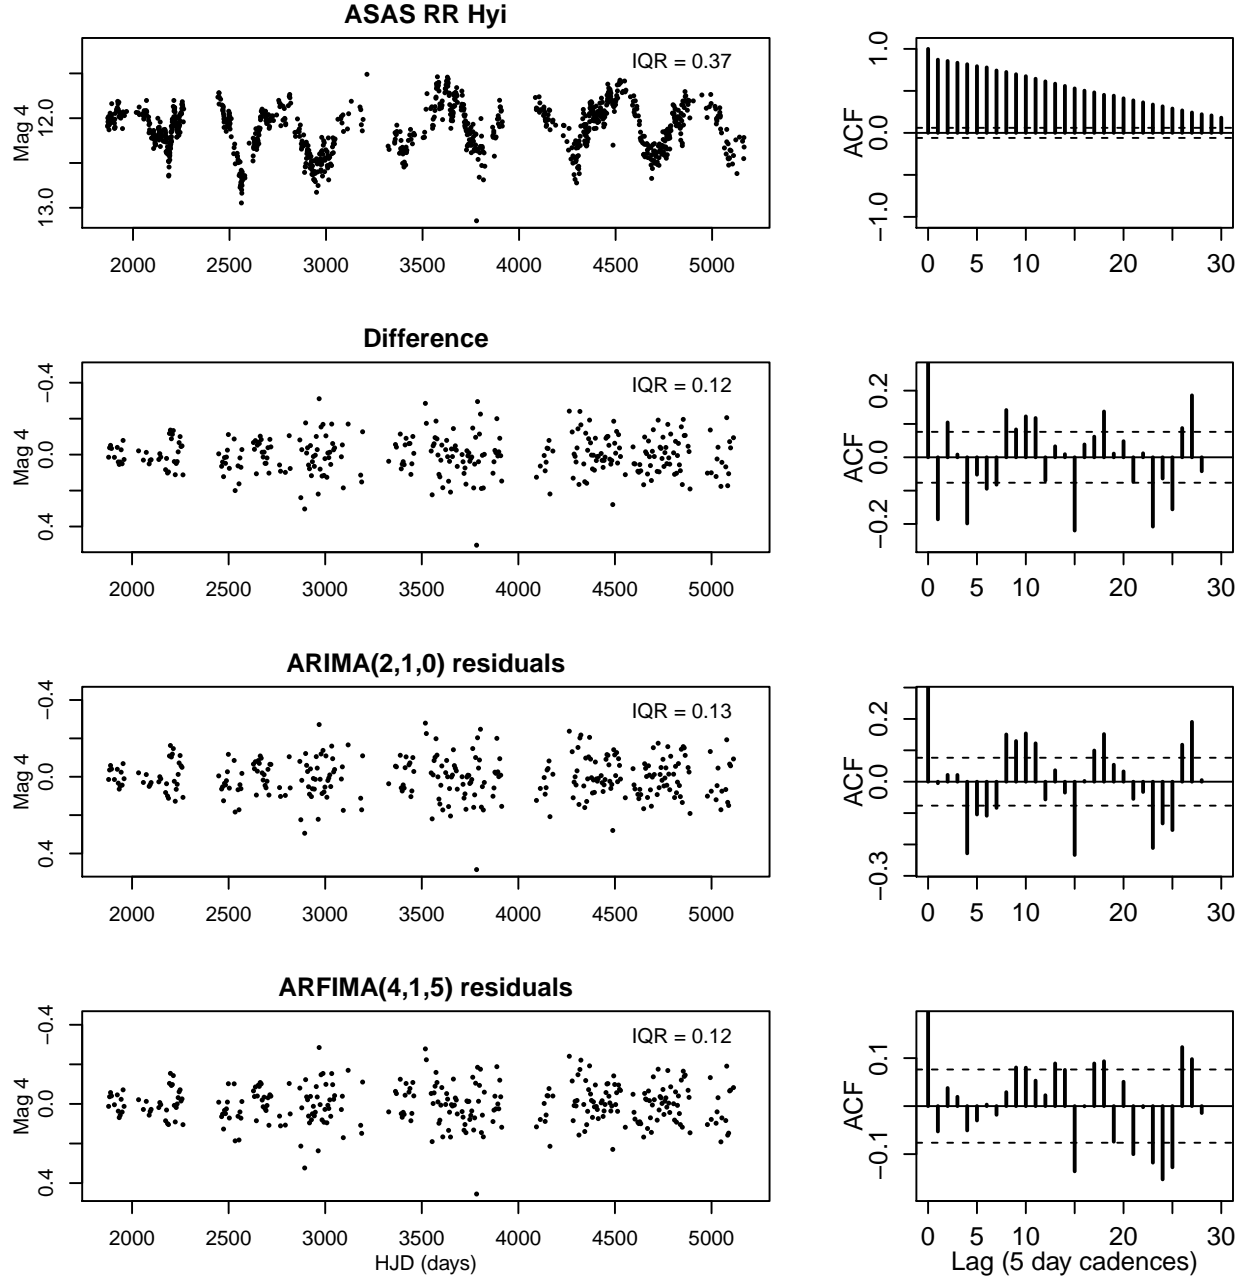 ASAS RR Hyi
IQR = 0.37
Mag 4
12.0
13.0
2000 2500 3000 3500 4000 4500 5000
ACF
1.0
0.0
−1.0
0 5 10 20 30
Difference
IQR = 0.12
Mag 4
−0.4
0.0
0.4
2000 2500 3000 3500 4000 4500 5000
ACF
0.2
0.0
−0.2
0 5 10 20 30
ARIMA(2,1,0) residuals
IQR = 0.13
Mag 4
−0.4
0.0
0.4
2000 2500 3000 3500 4000 4500 5000
ACF
0.2
0.0
−0.3
0 5 10 20 30
ARFIMA(4,1,5) residuals
IQR = 0.12
Mag 4
−0.4
0.0
0.4
2000 2500 3000 3500 4000 4500 5000
HJD (days)
ACF
0.1
−0.1
0 5 10 20 30
Lag (5 day cadences)